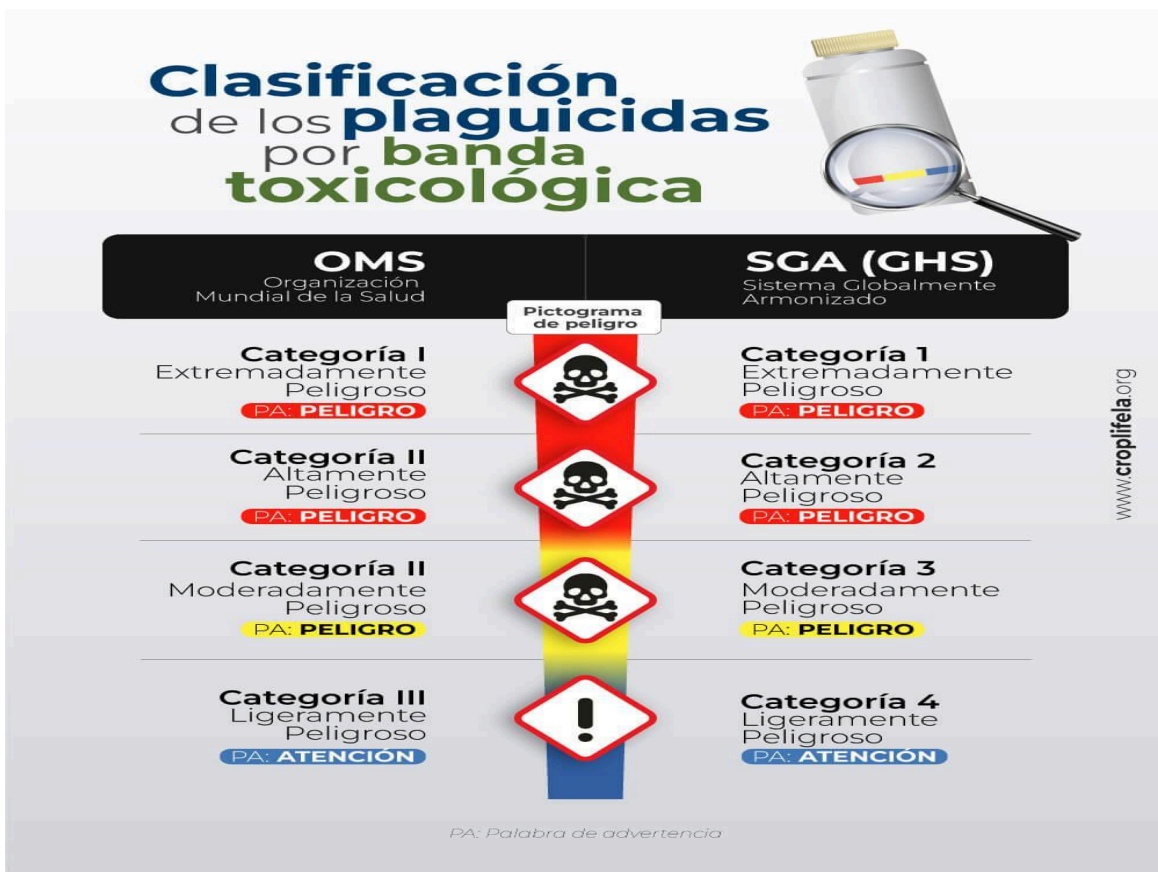 Clasificación
de los plaguicidas
por banda
toxicológica
OMS
Organización
Mundial de la Salud
SGA (GHS)
Sistema Globalmente
Armonizado
Pictograma
de peligro
Categoría I
Extremadamente
Peligroso
PA: PELIGRO
Categoría 1
Extremadamente
Peligroso
PA: PELIGRO
Categoría II
Altamente
Peligroso
PA: PELIGRO
Categoría 2
Altamente
Peligroso
PA: PELIGRO
Categoría II
Moderadamente
Peligroso
PA: PELIGRO
Categoría 3
Moderadamente
Peligroso
PA: PELIGRO
Categoría III
Ligeramente
Peligroso
PA: ATENCIÓN
Categoría 4
Ligeramente
Peligroso
PA: ATENCIÓN
PA: Palabra de advertencia
www.croplifela.org